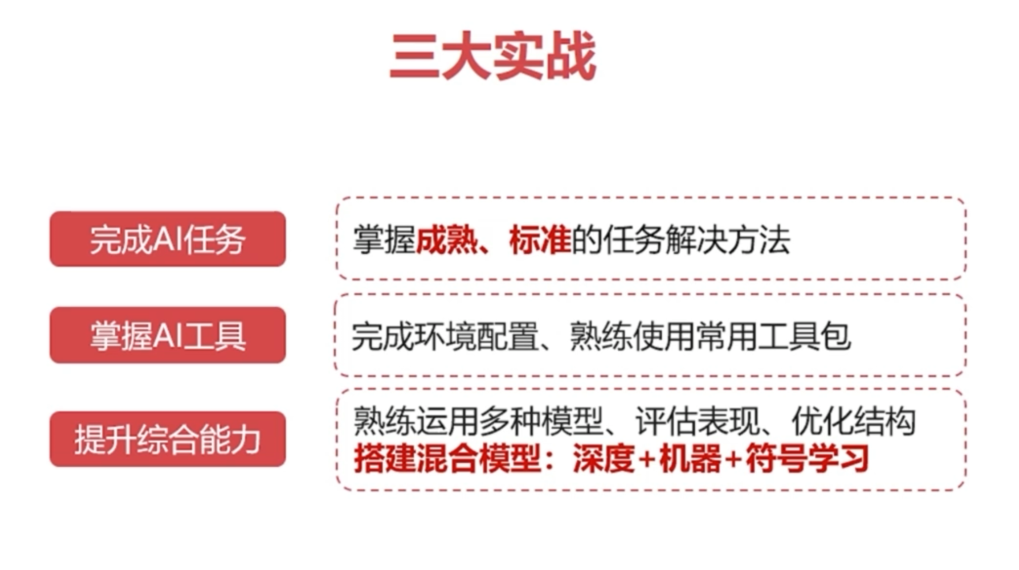 三大实战
完成AI任务
掌握成熟、标准的任务解决方法
掌握AI工具
完成环境配置、熟练使用常用工具包
提升综合能力
熟练运用多种模型、评估表现、优化结构
搭建混合模型：深度+机器+符号学习